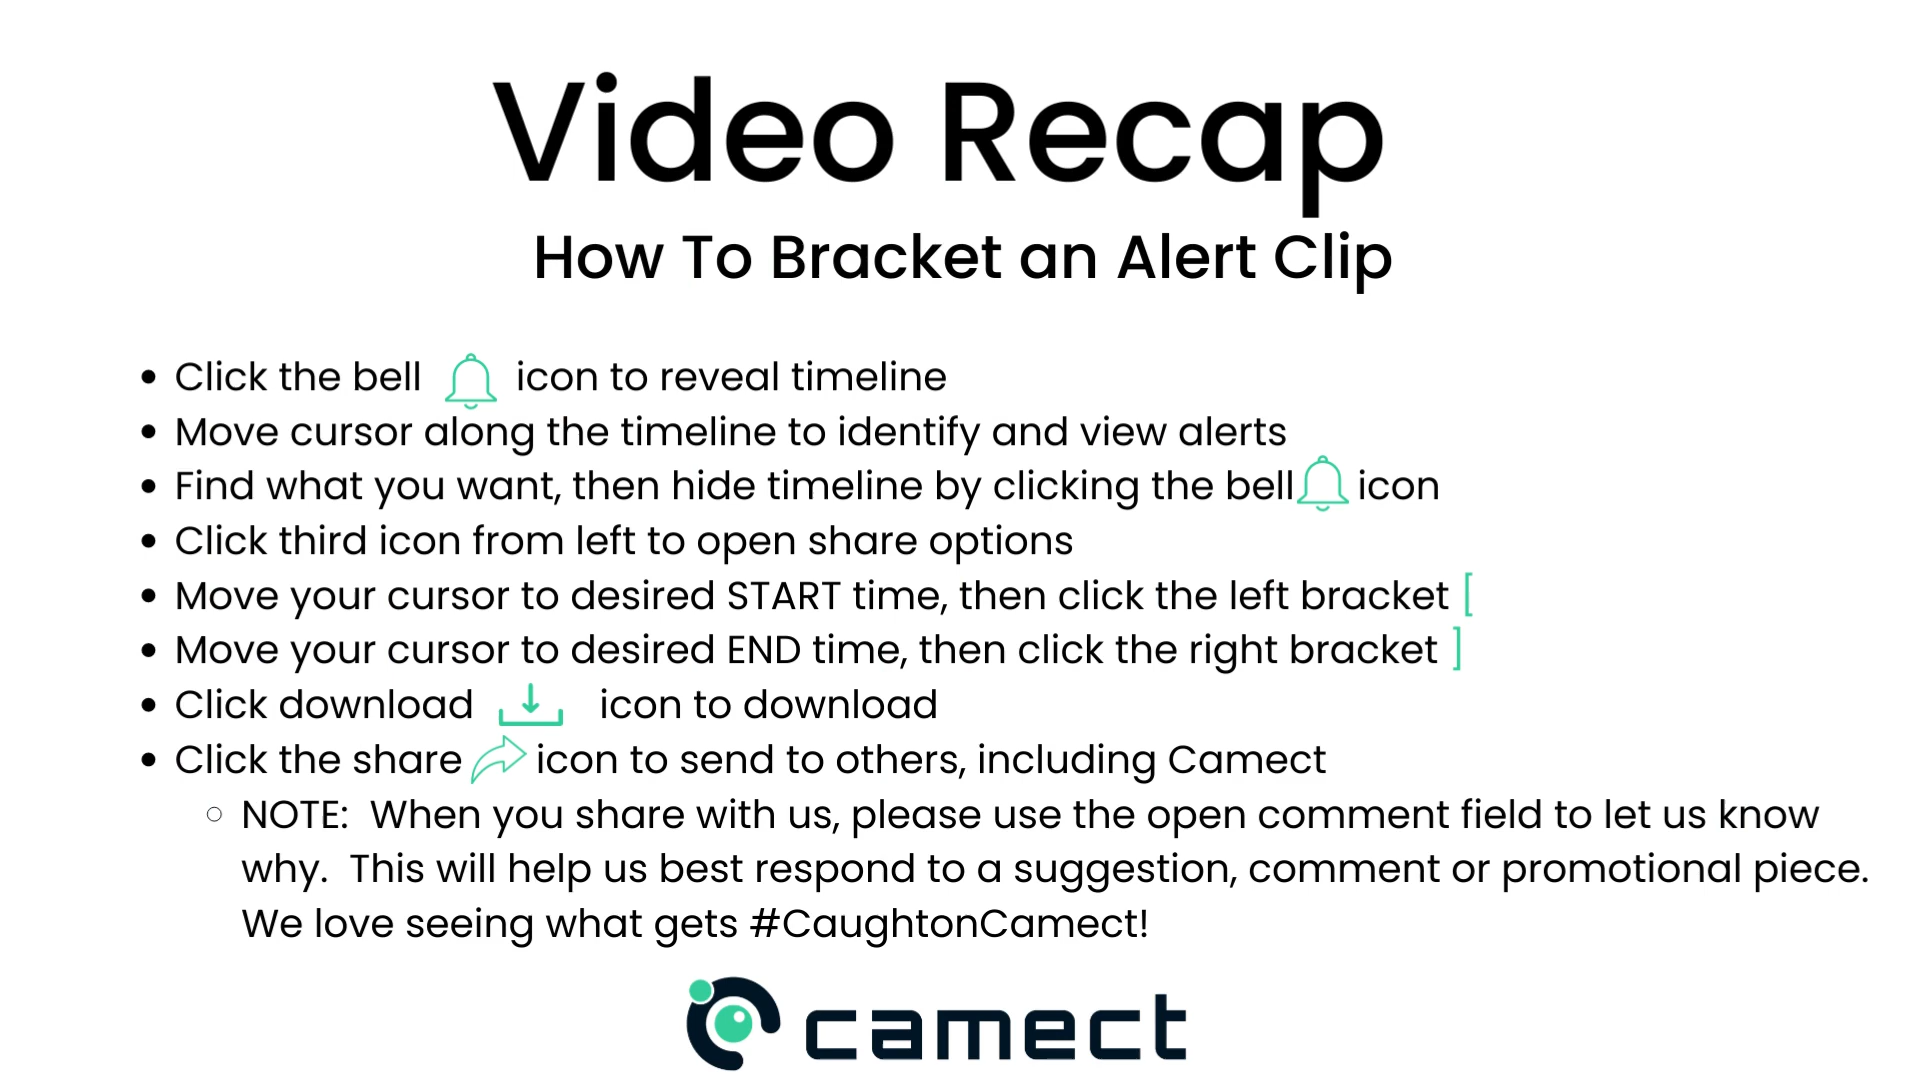 Video Recap
How To Bracket an Alert Clip
• Click the bell icon to reveal timeline
• Move cursor along the timeline to identify and view alerts
• Find what you want, then hide timeline by clicking the bell icon
• Click third icon from left to open share options
• Move your cursor to desired START time, then click the left bracket [
• Move your cursor to desired END time, then click the right bracket ]
• Click download icon to download
• Click the share icon to send to others, including Camect
◦ NOTE:  When you share with us, please use the open comment field to let us know
why.  This will help us best respond to a suggestion, comment or promotional piece.
We love seeing what gets #CaughtonCamect!
camect